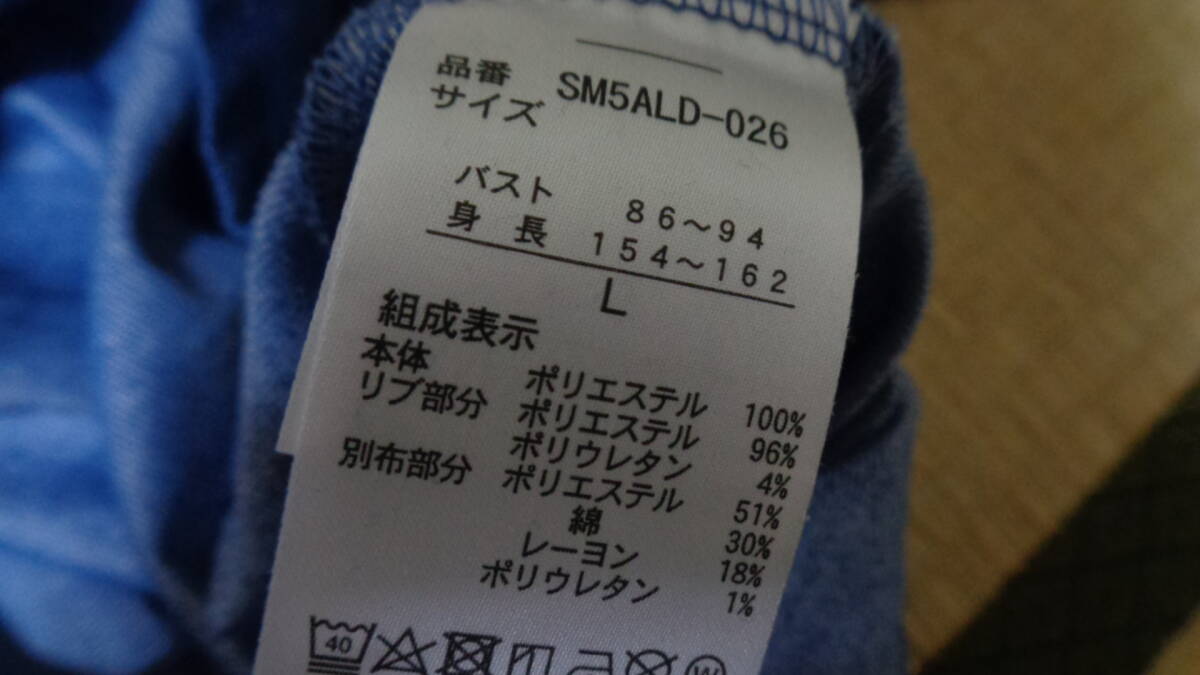 品番 SM5ALD-026
サイズ
バスト 86～94
身長 154～162
L
組成表示
本体 ポリエステル 100%
リブ部分 ポリエステル 96%
ポリウレタン 4%
別布部分 ポリエステル 51%
綿 30%
レーヨン 18%
ポリウレタン 1%
40 W